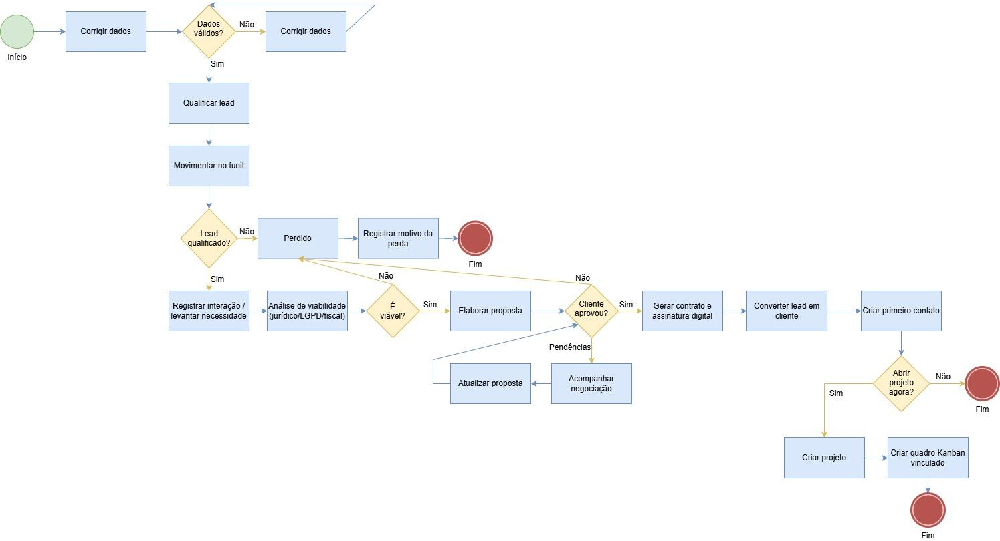 Início
Corrigir dados
Dados
válidos?
Não
Corrigir dados
Sim
Qualificar lead
Movimentar no funil
Lead
qualificado?
Não
Perdido
Registrar motivo da
perda
Fim
Sim
Registrar interação /
levantar necessidade
Análise de viabilidade
(jurídico/LGPD/fiscal)
É
viável?
Não
Sim
Elaborar proposta
Cliente
aprovou?
Não
Sim
Gerar contrato e
assinatura digital
Converter lead em
cliente
Criar primeiro contato
Pendências
Acompanhar
negociação
Atualizar proposta
Abrir
projeto
agora?
Não
Fim
Sim
Criar projeto
Criar quadro Kanban
vinculado
Fim